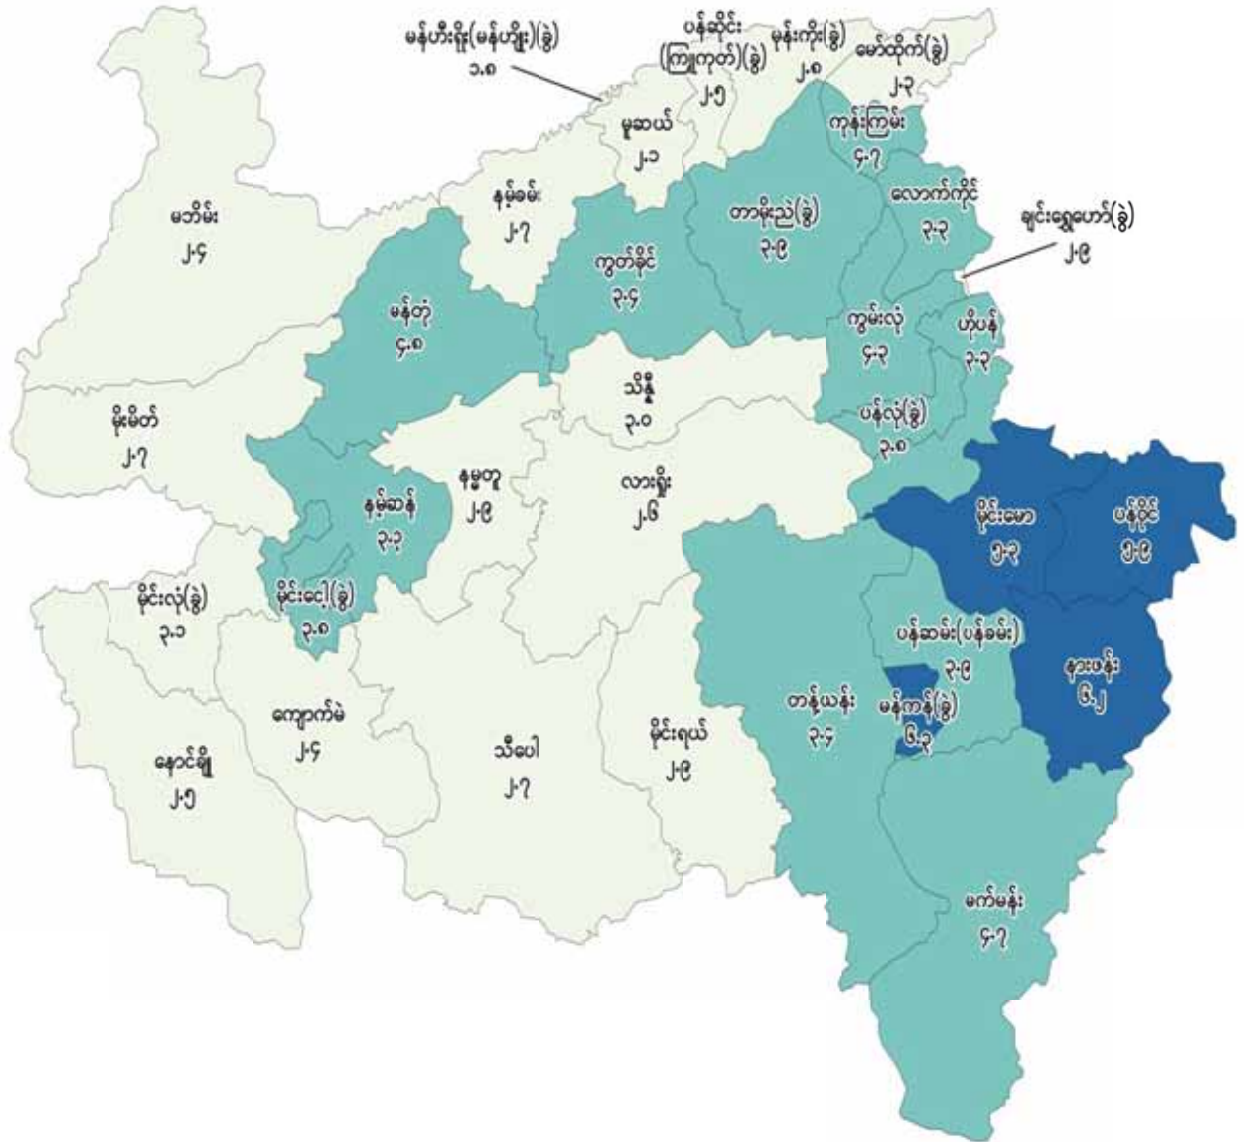 မန်ဟီးရိုး(မန်ဟျိုး)(ခွဲ)
၁.၈
ပန်ဆိုင်း
(ကြူကုတ်)(ခွဲ)
၂.၅
မုန်းကိုး(ခွဲ)
၂.၈
မော်ထိုက်(ခွဲ)
၂.၃
မူဆယ်
၂.၁
ကုန်းကြမ်း
၄.၇
မဘိမ်း
၂.၄
နမ့်ခမ်း
၂.၇
တာမိုးညဲ(ခွဲ)
၃.၉
လောက်ကိုင်
၃.၃
ချင်းရွှေဟော်(ခွဲ)
၂.၉
ကွတ်ခိုင်
၃.၄
မန်တုံ
၄.၈
ကွမ်းလုံ
၄.၃
ဟိုပန်
၃.၃
သိန္နီ
၃.၀
မိုးမိတ်
၂.၇
ပန်လုံ(ခွဲ)
၃.၈
နမ္မတူ
၂.၉
လားရှိုး
၂.၆
နမ့်ဆန်
၃.၃
မိုင်းမော
၅.၃
ပန်ဝိုင်
၅.၉
မိုင်းလုံ(ခွဲ)
၃.၁
မိုင်းငေါ့(ခွဲ)
၃.၈
ပန်ဆမ်း(ပန်ခမ်း)
၃.၉
နားဖန်း
၆.၂
ကျောက်မဲ
၂.၄
တန့်ယန်း
၃.၄
မန်ကန်(ခွဲ)
၆.၃
နောင်ချို
၂.၅
သီပေါ
၂.၇
မိုင်းရယ်
၂.၉
မက်မန်း
၄.၇